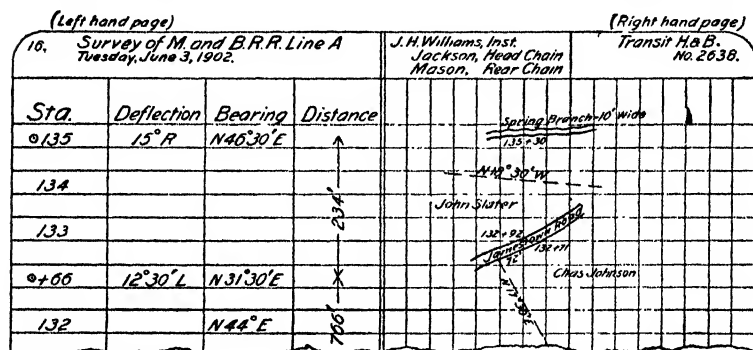 (Left hand page)
(Right hand page)
16. Survey of M. and B.R.R. Line A
Tuesday, June 3, 1902.
J.H. Williams, Inst.
Jackson, Head Chain
Mason, Rear Chain
Transit H.& B.
No. 2638.
Sta. Deflection Bearing Distance
⊙135 15° R N46°30'E
134
133
⊙+66 12°30' L N31°30'E
132 N44°E
234'
766'
Spring Branch-10' wide
135+30
30' W
John Slater
132+92
Jamestown Road
132+71
72°
Chas Johnson